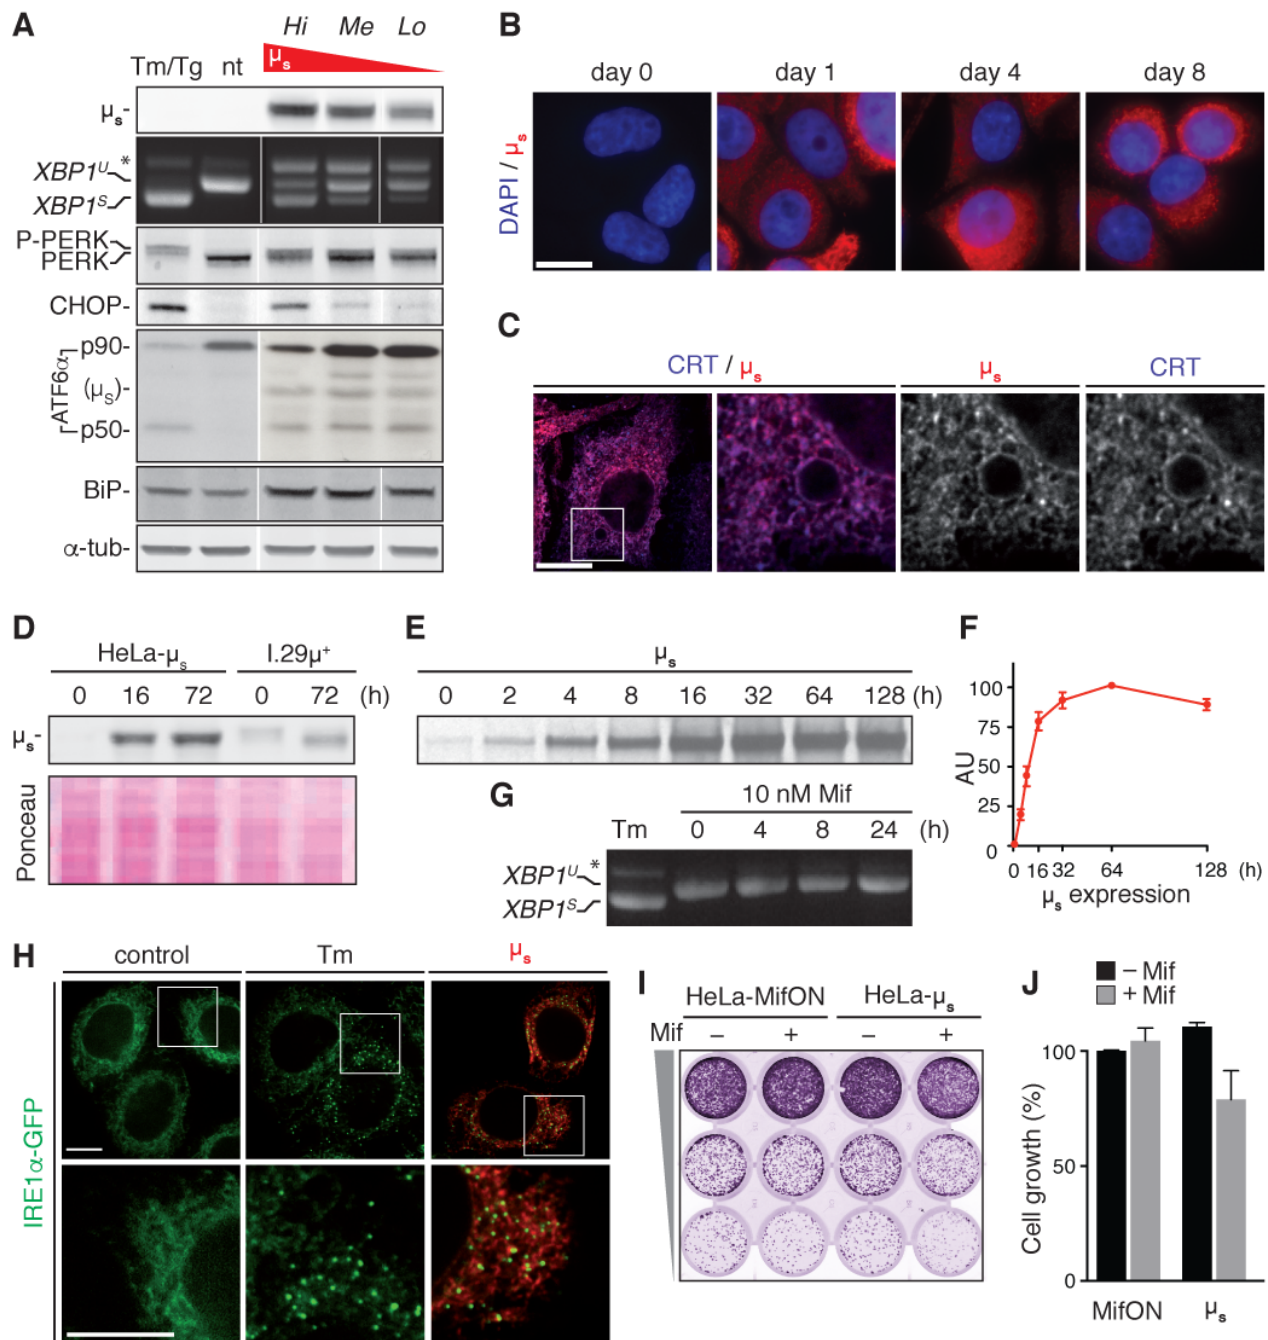 A
Hi Me Lo
Tm/Tg nt μs
μs-
XBP1U *
XBP1S
P-PERK
PERK
CHOP-
ATF6α
p90-
(μS)-
p50-
BiP-
α-tub-
B
day 0 day 1 day 4 day 8
DAPI / μs
C
CRT / μs μs CRT
D
HeLa-μs I.29μ+
0 16 72 0 72 (h)
μs-
Ponceau
E
μs
0 2 4 8 16 32 64 128 (h)
F
100
75
50
25
0
AU
0 16 32 64 128 (h)
μs expression
G
10 nM Mif
Tm 0 4 8 24 (h)
XBP1U *
XBP1S
H
control Tm μs
IRE1α-GFP
I
HeLa-MifON HeLa-μs
Mif – + – +
J
– Mif
+ Mif
100
50
0
Cell growth (%)
MifON μs